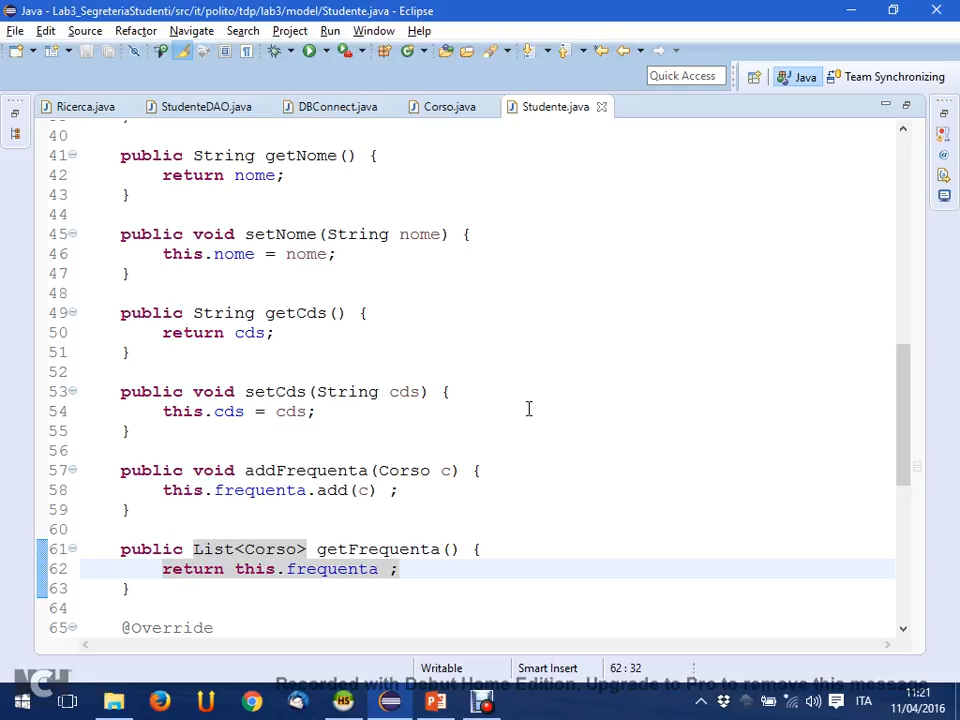 Java - Lab3_SegreteriaStudenti/src/it/polito/tdp/lab3/model/Studente.java - Eclipse
File Edit Source Refactor Navigate Search Project Run Window Help
Quick Access
Java
Team Synchronizing
Ricerca.java StudenteDAO.java DBConnect.java Corso.java Studente.java
40
41 public String getNome() {
42 return nome;
43 }
44
45 public void setNome(String nome) {
46 this.nome = nome;
47 }
48
49 public String getCds() {
50 return cds;
51 }
52
53 public void setCds(String cds) {
54 this.cds = cds;
55 }
56
57 public void addFrequenta(Corso c) {
58 this.frequenta.add(c) ;
59 }
60
61 public List<Corso> getFrequenta() {
62 return this.frequenta ;
63 }
64
65 @Override
Writable Smart Insert 62 : 32
Recorded with Debut Home Edition. Upgrade to Pro to remove this message
NCH
HS
ITA
11:21
11/04/2016